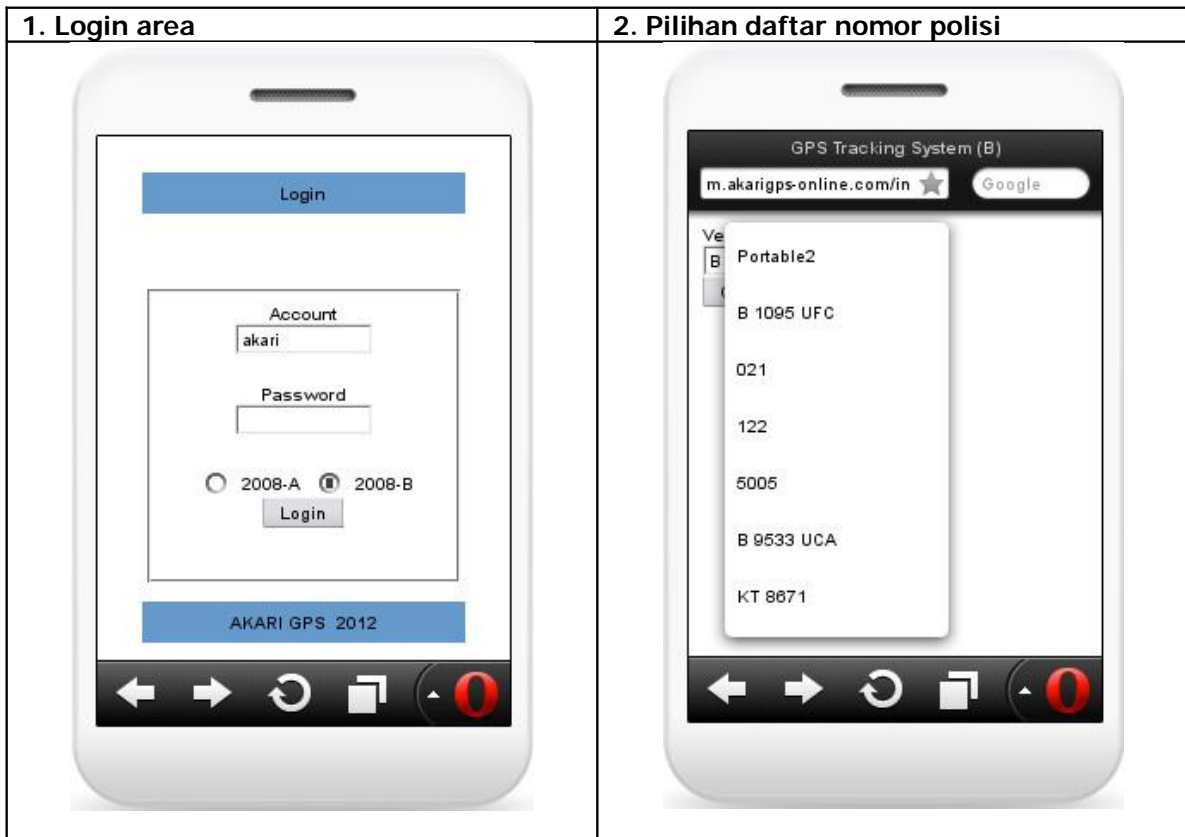 1. Login area
Login
Account
akari
Password
2008-A 2008-B
Login
AKARI GPS 2012
2. Pilihan daftar nomor polisi
GPS Tracking System (B)
m.akarigps-online.com/in Google
Ve
B
Portable2
B 1095 UFC
021
122
5005
B 9533 UCA
KT 8671